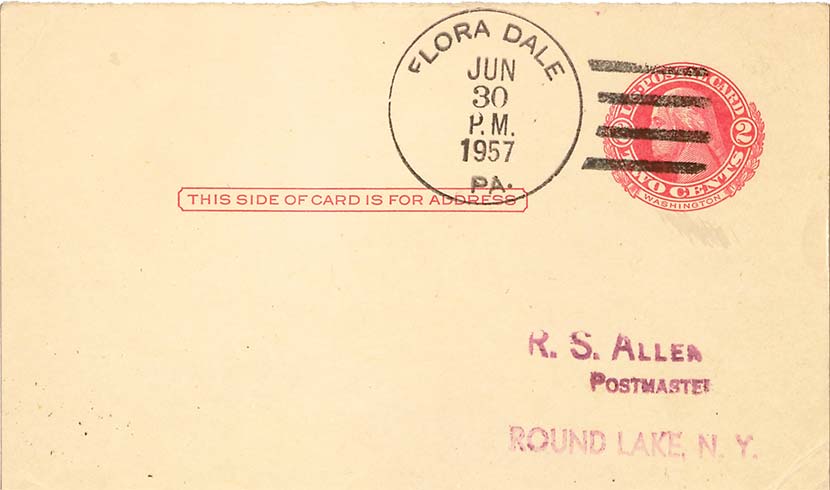 FLORA DALE
JUN
30
P.M.
1957
PA.
U.S. POSTAL CARD
2 2
TWO CENTS
WASHINGTON
THIS SIDE OF CARD IS FOR ADDRESS
R. S. ALLEN
POSTMASTER
ROUND LAKE, N. Y.